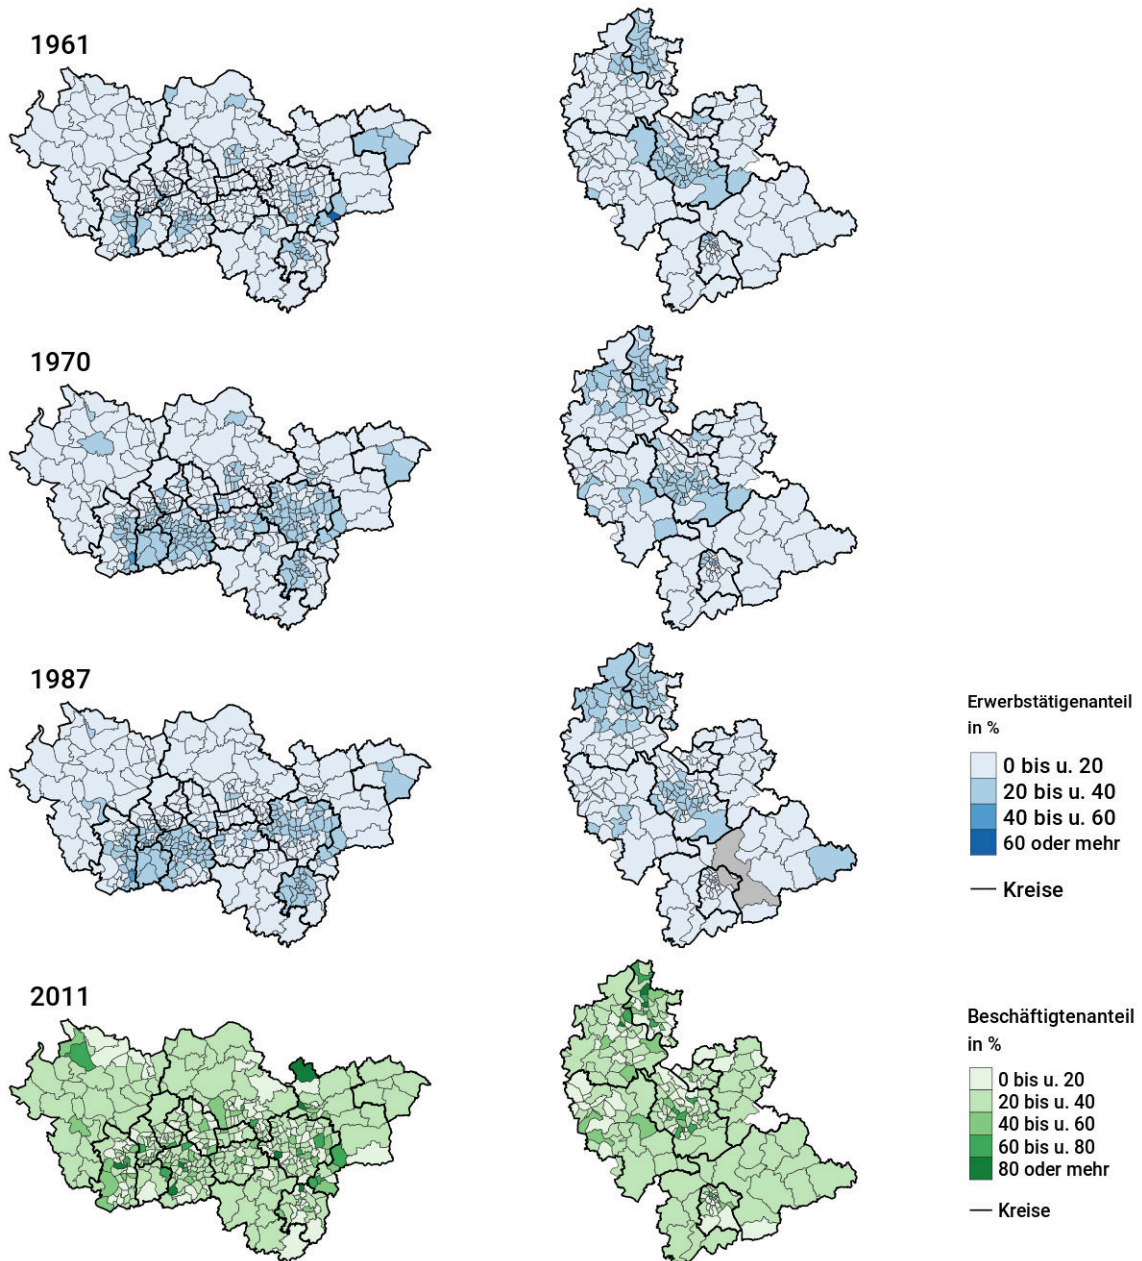 1961
1970
1987
Erwerbstätigenanteil
in %
0 bis u. 20
20 bis u. 40
40 bis u. 60
60 oder mehr
Kreise
2011
Beschäftigtenanteil
in %
0 bis u. 20
20 bis u. 40
40 bis u. 60
60 bis u. 80
80 oder mehr
Kreise